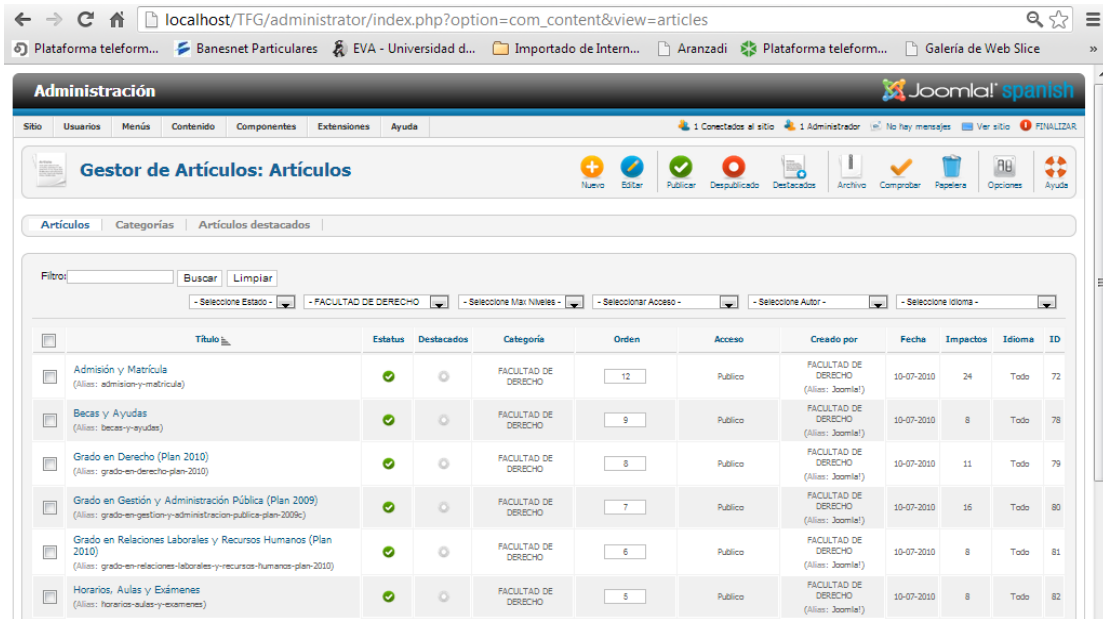 localhost/TFG/administrator/index.php?option=com_content&view=articles
Plataforma teleform... Banesnet Particulares EVA - Universidad d... Importado de Intern... Aranzadi Plataforma teleform... Galería de Web Slice »
Administración Joomla! spanish
Sitio Usuarios Menús Contenido Componentes Extensiones Ayuda 1 Conectados al sitio 1 Administrador No hay mensajes Ver sitio FINALIZAR
Gestor de Artículos: Artículos
Nuevo Editar Publicar Despublicado Destacados Archivo Comprobar Papelera Opciones Ayuda
Artículos Categorías Artículos destacados
Filtro: Buscar Limpiar
- Seleccione Estado - - FACULTAD DE DERECHO - Seleccione Max Niveles - - Seleccionar Acceso - - Seleccione Autor - - Seleccione Idioma -
Título Estatus Destacados Categoría Orden Acceso Creado por Fecha Impactos Idioma ID
Admisión y Matrícula
(Alias: admision-y-matricula)
FACULTAD DE
DERECHO
12 Publico
FACULTAD DE
DERECHO
(Alias: Joomla!)
10-07-2010 24 Todo 72
Becas y Ayudas
(Alias: becas-y-ayudas)
FACULTAD DE
DERECHO
9 Publico
FACULTAD DE
DERECHO
(Alias: Joomla!)
10-07-2010 8 Todo 78
Grado en Derecho (Plan 2010)
(Alias: grado-en-derecho-plan-2010)
FACULTAD DE
DERECHO
8 Publico
FACULTAD DE
DERECHO
(Alias: Joomla!)
10-07-2010 11 Todo 79
Grado en Gestión y Administración Pública (Plan 2009)
(Alias: grado-en-gestion-y-administracion-publica-plan-2009c)
FACULTAD DE
DERECHO
7 Publico
FACULTAD DE
DERECHO
(Alias: Joomla!)
10-07-2010 16 Todo 80
Grado en Relaciones Laborales y Recursos Humanos (Plan
2010)
(Alias: grado-en-relaciones-laborales-y-recursos-humanos-plan-2010)
FACULTAD DE
DERECHO
6 Publico
FACULTAD DE
DERECHO
(Alias: Joomla!)
10-07-2010 8 Todo 81
Horarios, Aulas y Exámenes
(Alias: horarios-aulas-y-examenes)
FACULTAD DE
DERECHO
5 Publico
FACULTAD DE
DERECHO
(Alias: Joomla!)
10-07-2010 8 Todo 82